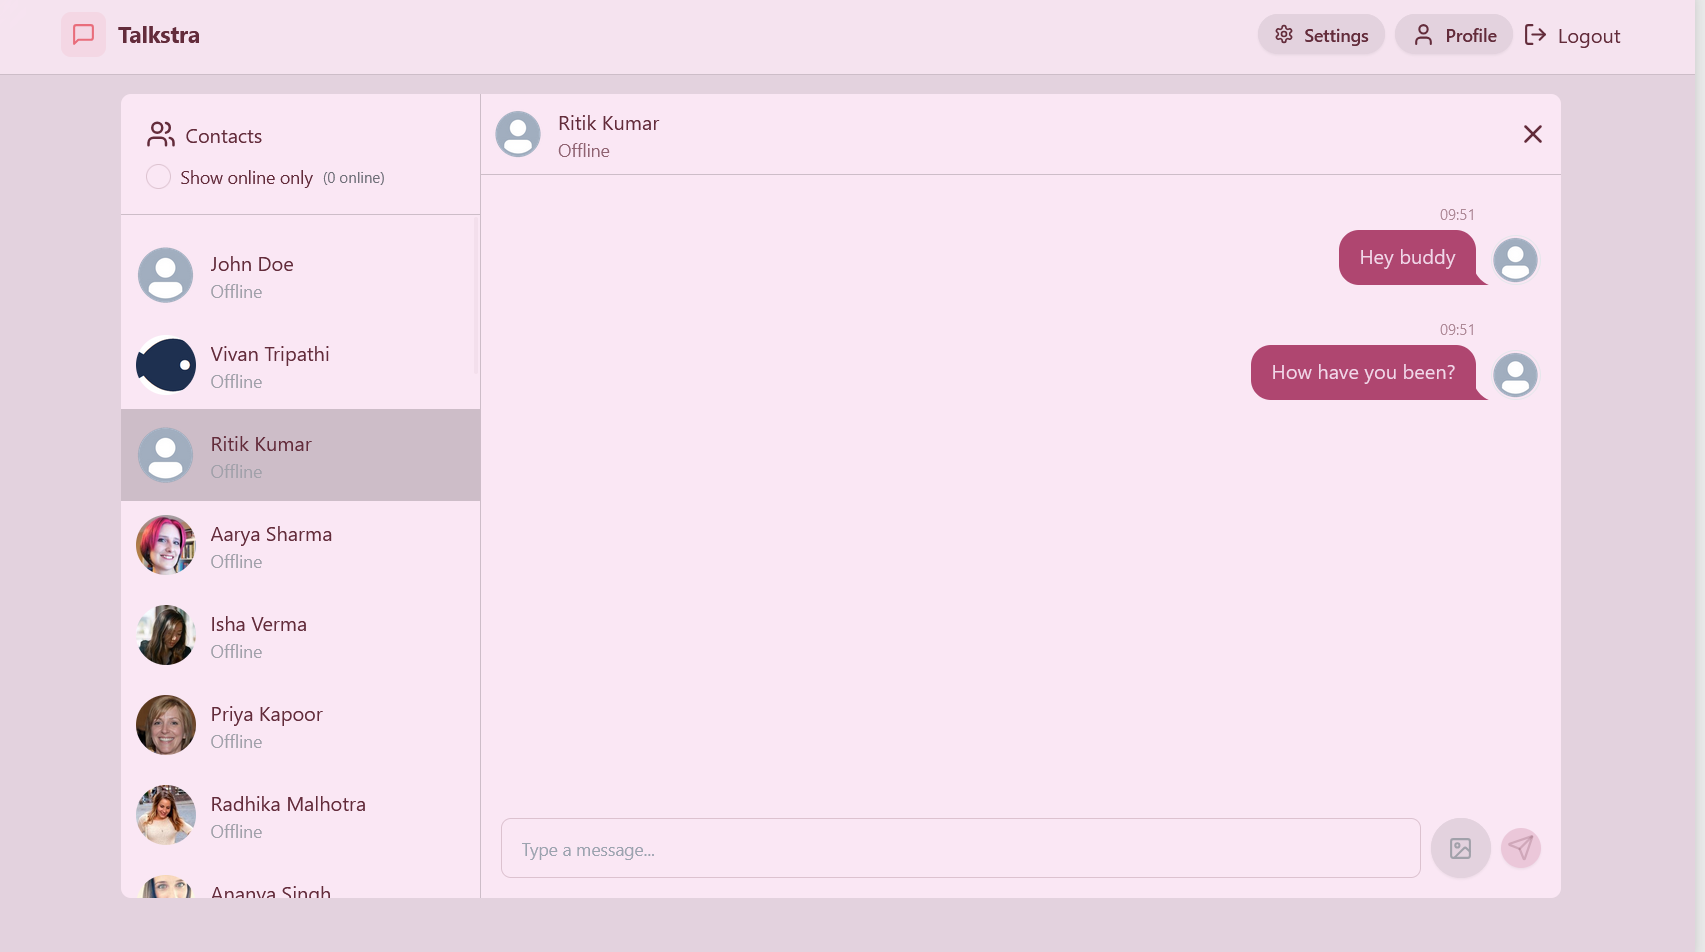 Talkstra
Settings
Profile
Logout
Contacts
Show online only (0 online)
John Doe
Offline
Vivan Tripathi
Offline
Ritik Kumar
Offline
Aarya Sharma
Offline
Isha Verma
Offline
Priya Kapoor
Offline
Radhika Malhotra
Offline
Ananya Singh
Ritik Kumar
Offline
09:51
Hey buddy
09:51
How have you been?
Type a message...